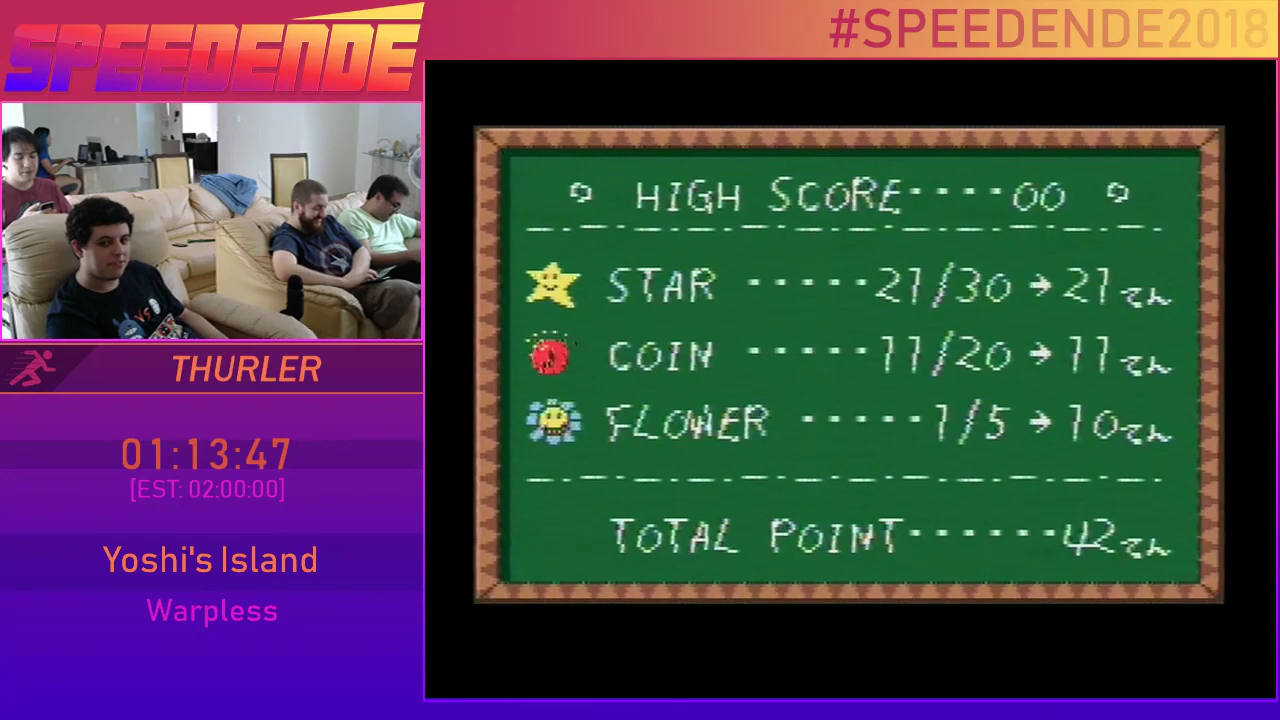 SPEEDENDE
#SPEEDENDE2018
HIGH SCORE····00
STAR ·····21/30→21てん
COIN ·····11/20→11てん
FLOWER ·····1/5→10てん
TOTAL POINT······42てん
THURLER
01:13:47
[EST: 02:00:00]
Yoshi's Island
Warpless